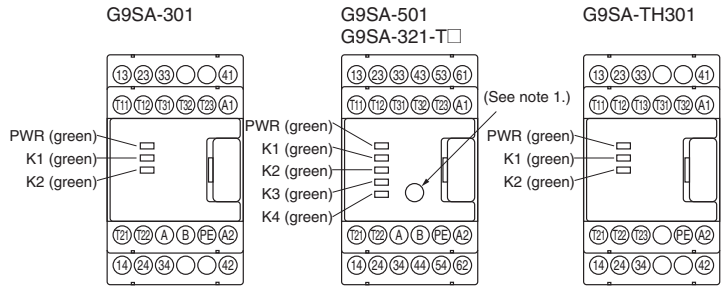 G9SA-301
G9SA-501
G9SA-321-T□
G9SA-TH301
13 23 33 41
T11 T12 T31 T32 T23 A1
PWR (green)
K1 (green)
K2 (green)
T21 T22 A B PE A2
14 24 34 42
13 23 33 43 53 61
T11 T12 T31 T32 T23 A1
(See note 1.)
PWR (green)
K1 (green)
K2 (green)
K3 (green)
K4 (green)
T21 T22 A B PE A2
14 24 34 44 54 62
13 23 33 41
T11 T12 T13 T31 T32 A1
PWR (green)
K1 (green)
K2 (green)
T21 T22 T23 PE A2
14 24 34 42